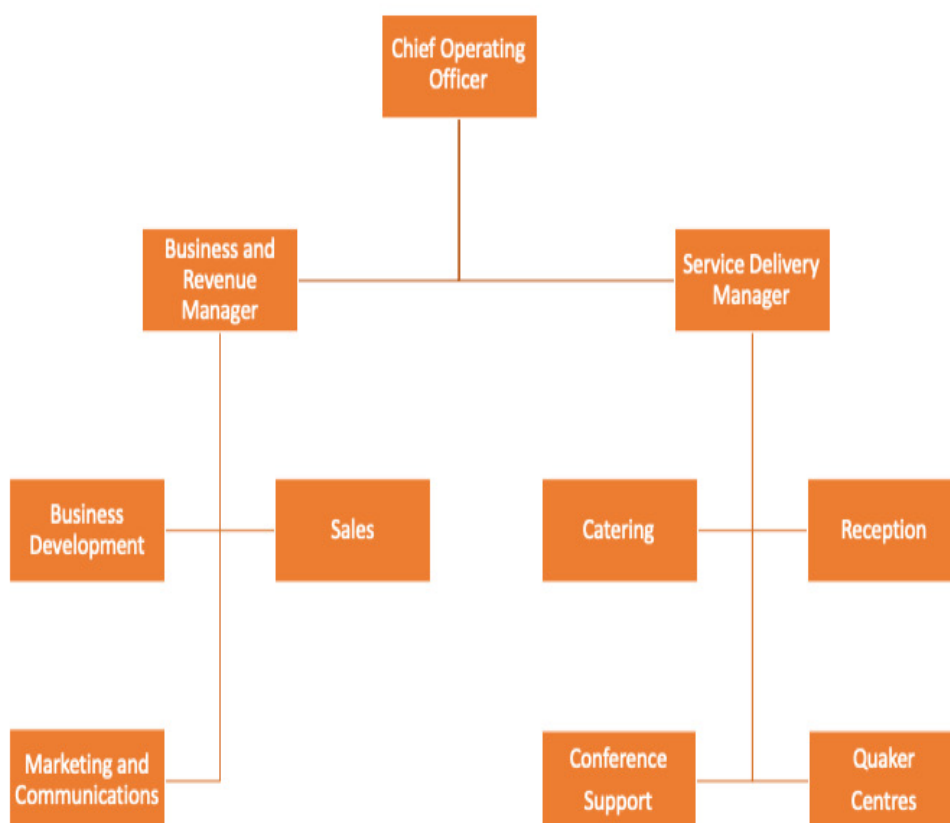 Chief Operating
Officer
Business and
Revenue
Manager
Service Delivery
Manager
Business
Development
Sales
Catering
Reception
Marketing and
Communications
Conference
Support
Quaker
Centres